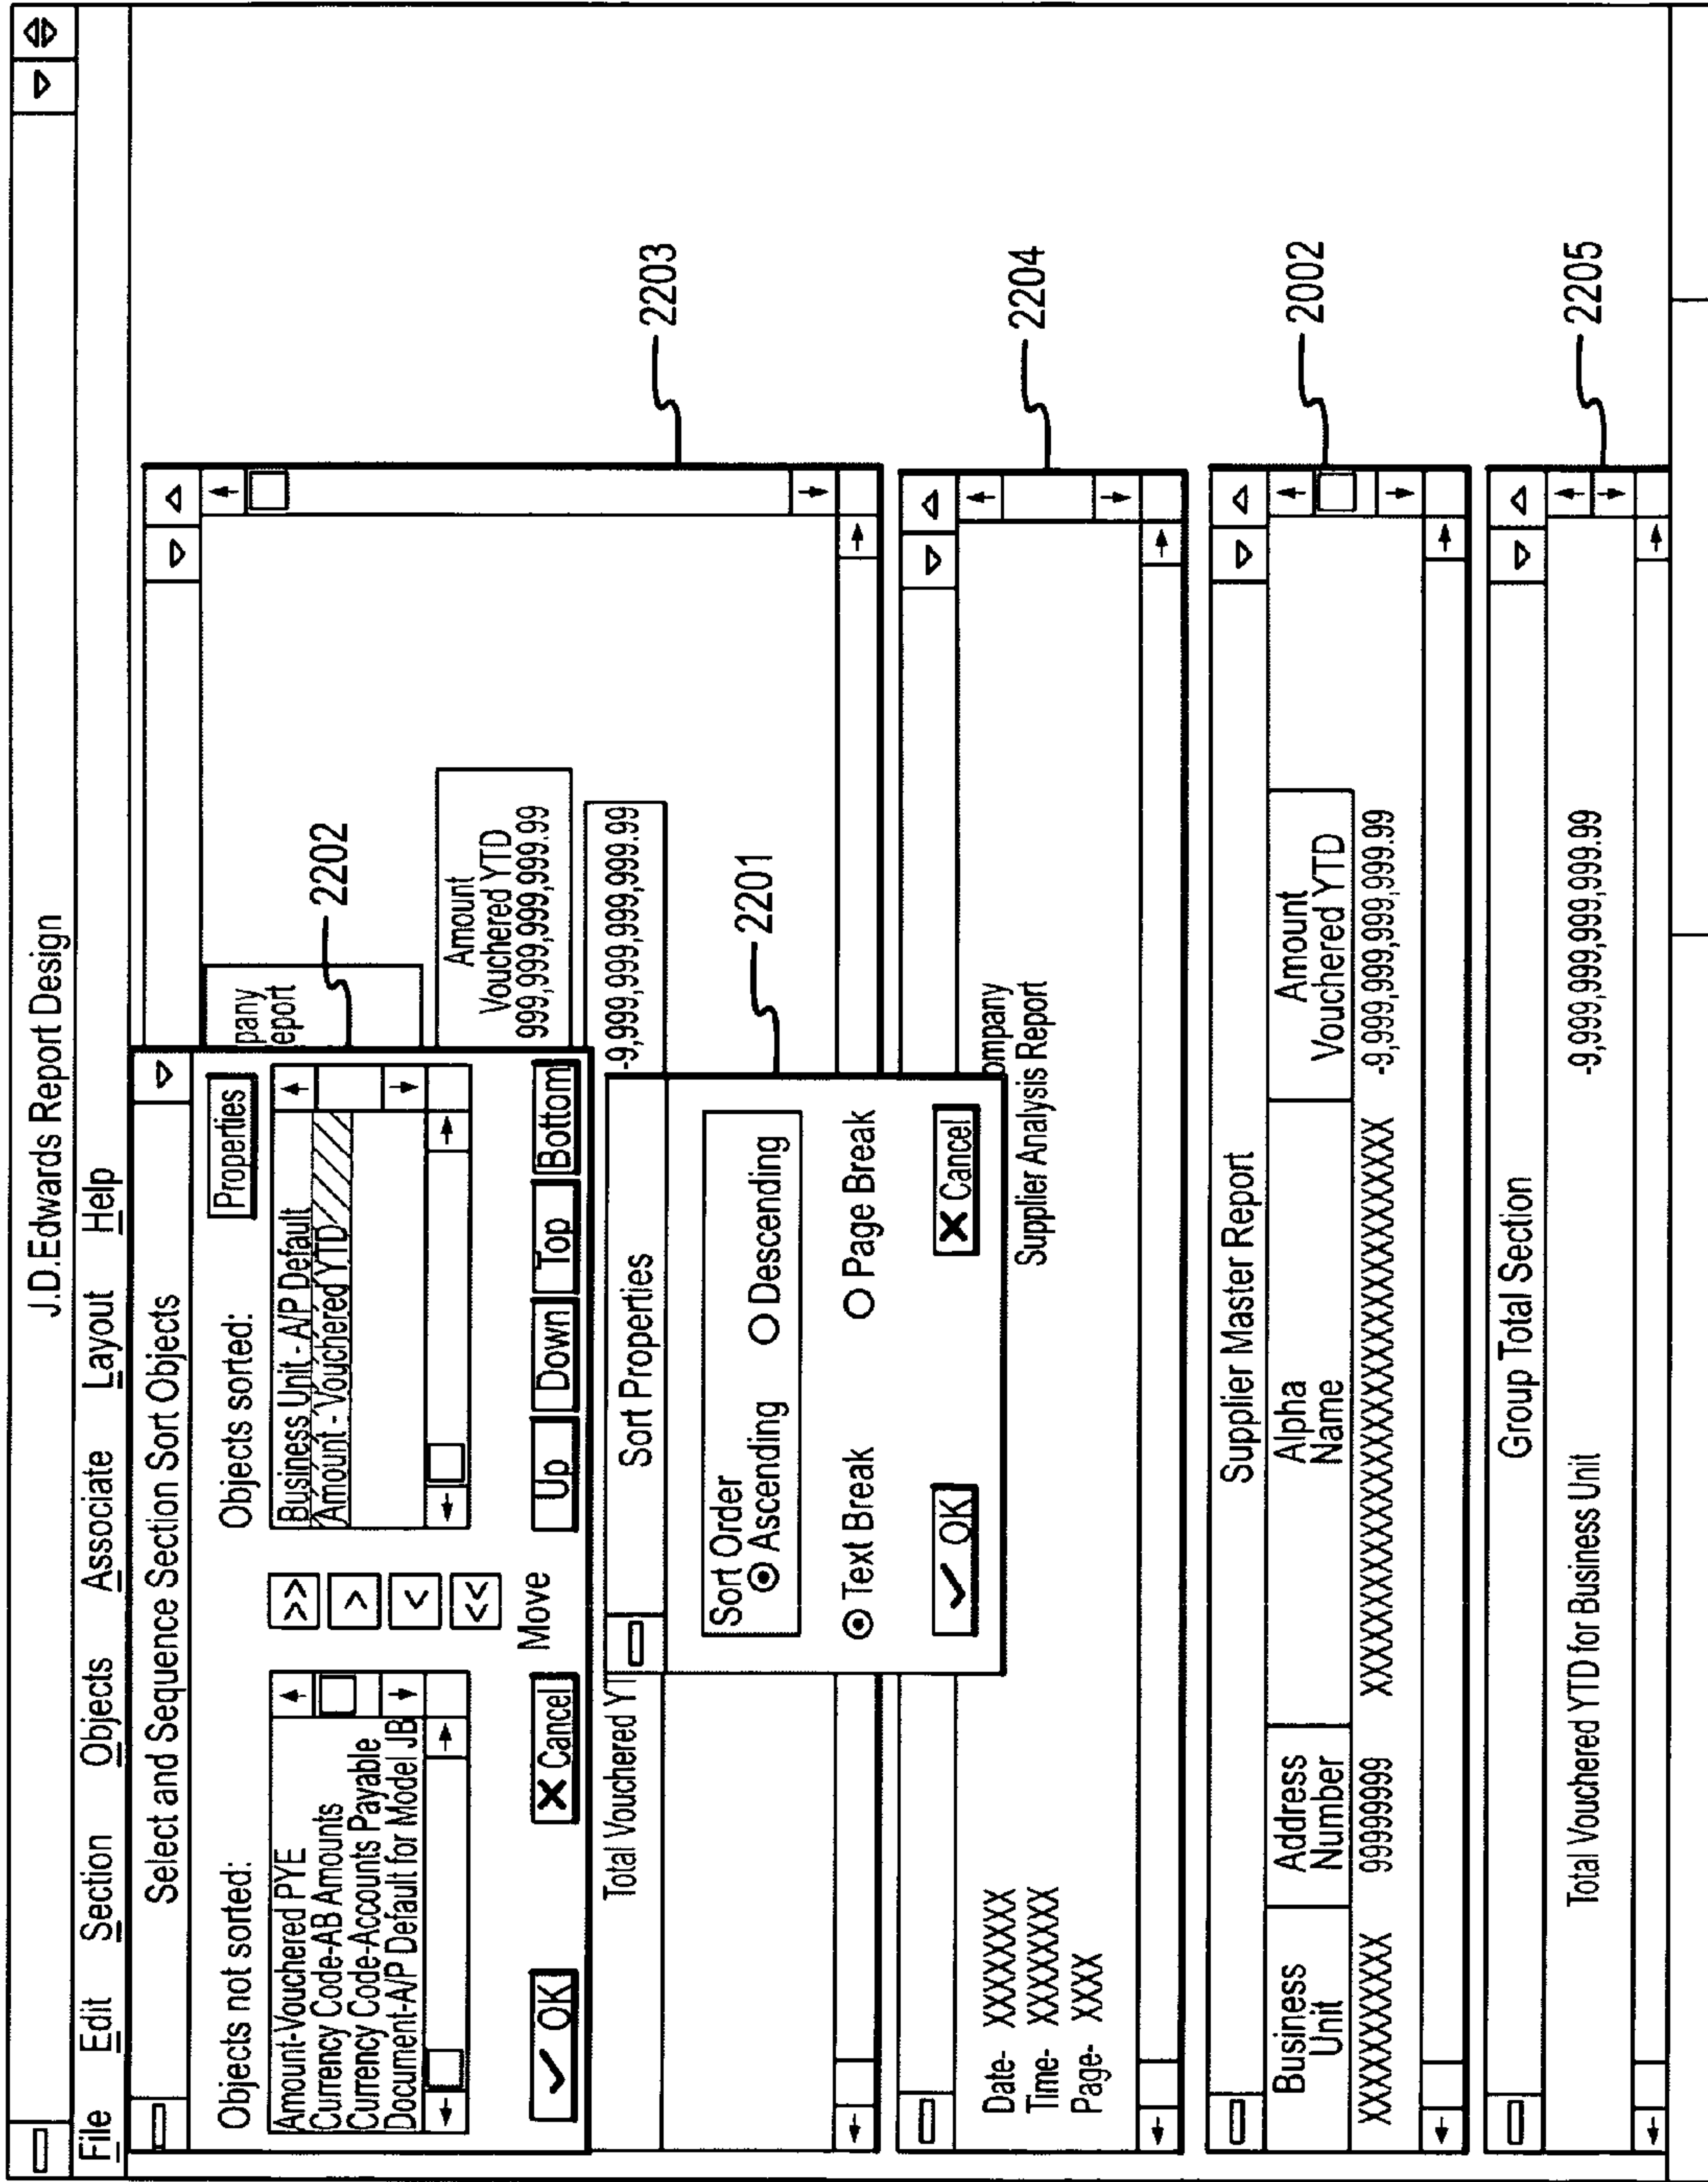 J.D.Edwards Report Design
File Edit Section Objects Associate Layout Help
Select and Sequence Section Sort Objects
Properties
Objects not sorted:
Objects sorted:
Amount-Vouchered PYE
Currency Code-AB Amounts
Currency Code-Accounts Payable
Document-A/P Default for Model JB
>>
>
<
<<
Business Unit - A/P Default
Amount - Vouchered YTD
OK
Cancel
Move
Up
Down
Top
Bottom
2202
pany
eport
Amount
Vouchered YTD
999,999,999,999.99
Total Vouchered YT
-9,999,999,999,999.99
2203
Sort Properties
2201
Sort Order
Ascending
Descending
Text Break
Page Break
OK
Cancel
ompany
Supplier Analysis Report
Date- XXXXXXX
Time- XXXXXXX
Page- XXXX
2204
Supplier Master Report
Business
Unit
Address
Number
Alpha
Name
Amount
Vouchered YTD
XXXXXXXXXXXX 99999999 XXXXXXXXXXXXXXXXXXXXXXXXXXXXXXXXXXXXXXXX -9,999,999,999,999.99
2002
Group Total Section
Total Vouchered YTD for Business Unit -9,999,999,999,999.99
2205